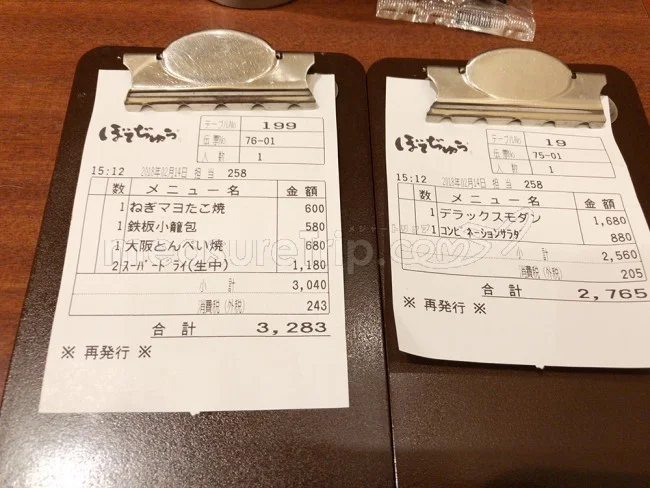 ぼてぢゅう
テーブルNo 199
伝票No 76-01
人数 1
15:12 2018年02月14日 担当 258
数 メニュー名 金額
1 ねぎマヨたこ焼 600
1 鉄板小籠包 580
1 大阪とんぺい焼 680
2 スーパードライ(生中) 1,180
小計 3,040
消費税(外税) 243
合計 3,283
※ 再発行 ※
ぼてぢゅう
テーブルNo 19
伝票No 75-01
人数 1
15:12 2018年02月14日 担当 258
数 メニュー名 金額
1 デラックスモダン 1,680
1 コンビネーションサラダ 880
小計 2,560
消費税(外税) 205
合計 2,765
※ 再発行 ※
measuretrip.com